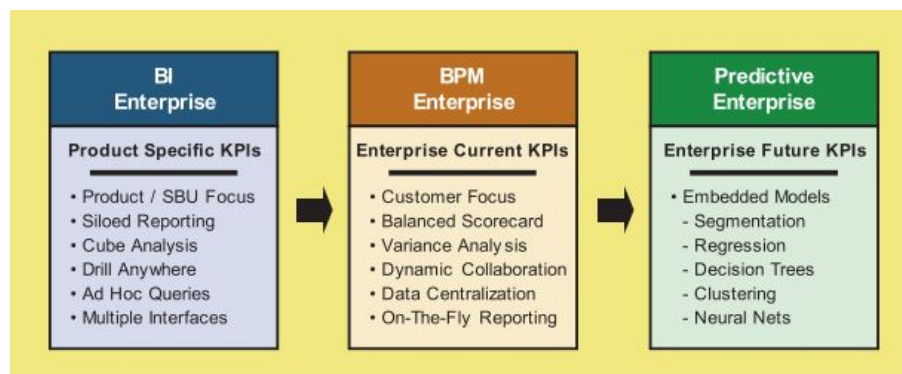 BI
Enterprise
Product Specific KPIs
• Product / SBU Focus
• Siloed Reporting
• Cube Analysis
• Drill Anywhere
• Ad Hoc Queries
• Multiple Interfaces
BPM
Enterprise
Enterprise Current KPIs
• Customer Focus
• Balanced Scorecard
• Variance Analysis
• Dynamic Collaboration
• Data Centralization
• On-The-Fly Reporting
Predictive
Enterprise
Enterprise Future KPIs
• Embedded Models
- Segmentation
- Regression
- Decision Trees
- Clustering
- Neural Nets